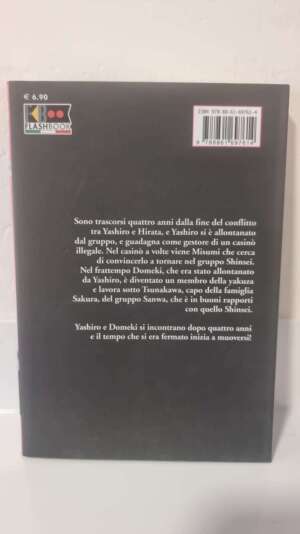 € 6.90
FLASHBOOK
Sono trascorsi quattro anni dalla fine del conflitto
tra Yashiro e Hirata, e Yashiro si è allontanato
dal gruppo, e guadagna come gestore di un casinò
illegale. Nel casinò a volte viene Misumi che cerca
di convincerlo a tornare nel gruppo Shinsei.
Nel frattempo Domeki, che era stato allontanato
da Yashiro, è diventato un membro della yakuza
e lavora sotto Tsunakawa, capo della famiglia
Sakura, del gruppo Sanwa, che è in buoni rapporti
con quello Shinsei.
Yashiro e Domeki si incontrano dopo quattro anni
e il tempo che si era fermato inizia a muoversi!